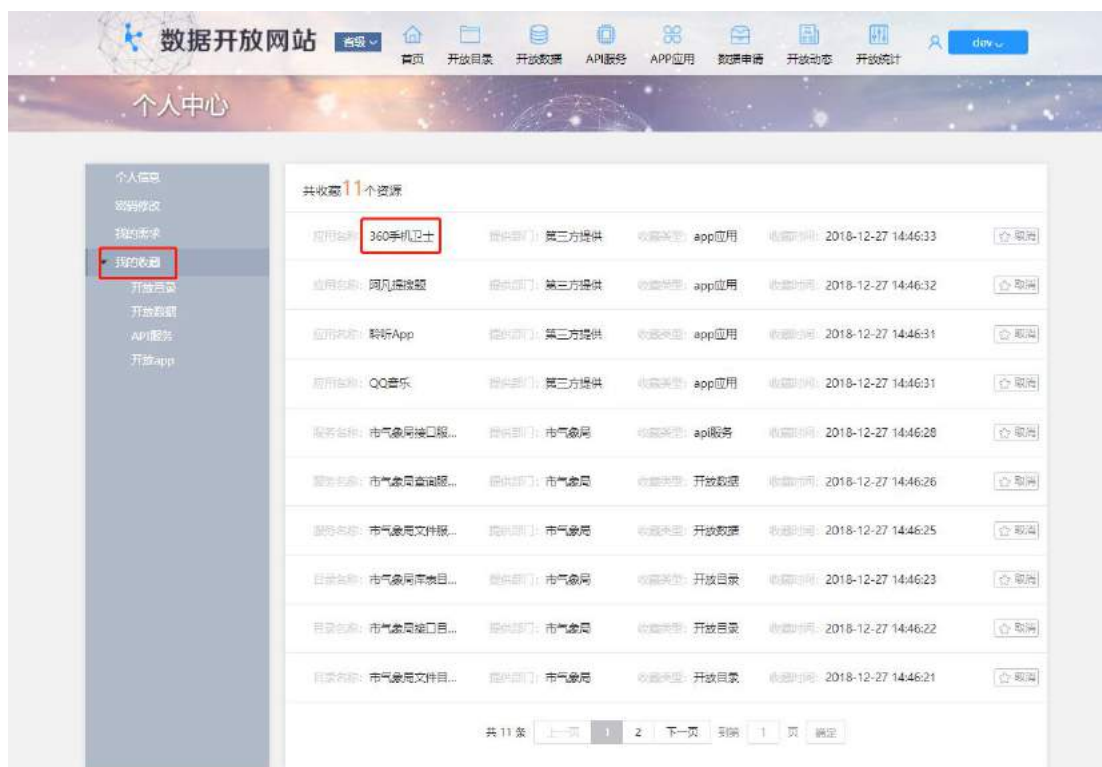 数据开放网站 省级 首页 开放目录 开放数据 API服务 APP应用 数据申请 开放动态 开放统计 dev
个人中心
个人信息
密码修改
我的需求
我的收藏
开放目录
开放数据
API服务
开放app
共收藏11个资源
应用名称: 360手机卫士 提供部门: 第三方提供 收藏类型: app应用 收藏时间: 2018-12-27 14:46:33 取消
应用名称: 阿凡提搜题 提供部门: 第三方提供 收藏类型: app应用 收藏时间: 2018-12-27 14:46:32 取消
应用名称: 聆听App 提供部门: 第三方提供 收藏类型: app应用 收藏时间: 2018-12-27 14:46:31 取消
应用名称: QQ音乐 提供部门: 第三方提供 收藏类型: app应用 收藏时间: 2018-12-27 14:46:31 取消
服务名称: 市气象局接口服... 提供部门: 市气象局 收藏类型: api服务 收藏时间: 2018-12-27 14:46:28 取消
服务名称: 市气象局查询服... 提供部门: 市气象局 收藏类型: 开放数据 收藏时间: 2018-12-27 14:46:26 取消
服务名称: 市气象局文件服... 提供部门: 市气象局 收藏类型: 开放数据 收藏时间: 2018-12-27 14:46:25 取消
目录名称: 市气象局库表目... 提供部门: 市气象局 收藏类型: 开放目录 收藏时间: 2018-12-27 14:46:23 取消
目录名称: 市气象局接口目... 提供部门: 市气象局 收藏类型: 开放目录 收藏时间: 2018-12-27 14:46:22 取消
目录名称: 市气象局文件目... 提供部门: 市气象局 收藏类型: 开放目录 收藏时间: 2018-12-27 14:46:21 取消
共 11 条 上一页 1 2 下一页 到第 1 页 确定